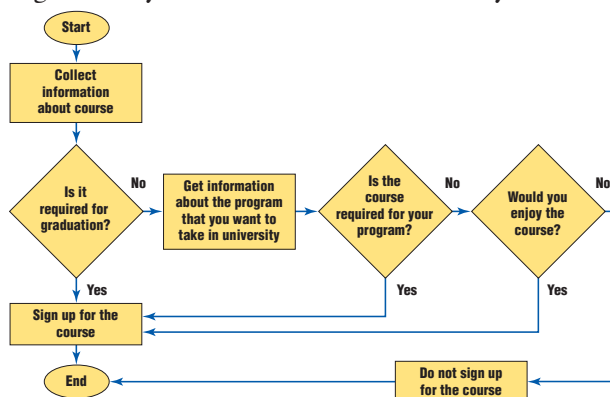 Start
Collect
information
about course
Is it
required for
graduation?
No
Get information
about the program
that you want to
take in university
Is the
course
required for your
program?
No
Would you
enjoy the
course?
No
Yes
Yes
Yes
Sign up for the
course
End
Do not sign up
for the course